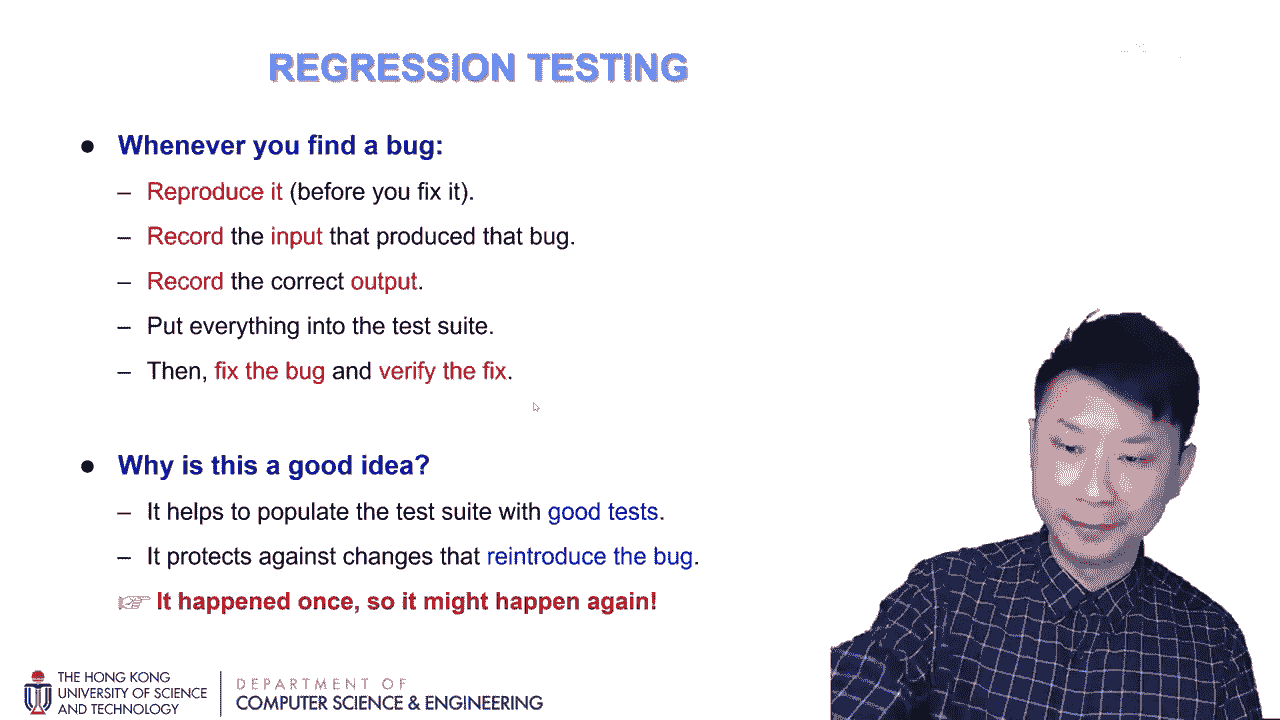 REGRESSION TESTING
● Whenever you find a bug:
– Reproduce it (before you fix it).
– Record the input that produced that bug.
– Record the correct output.
– Put everything into the test suite.
– Then, fix the bug and verify the fix.
● Why is this a good idea?
– It helps to populate the test suite with good tests.
– It protects against changes that reintroduce the bug.
☞ It happened once, so it might happen again!
THE HONG KONG
UNIVERSITY OF SCIENCE
AND TECHNOLOGY
DEPARTMENT OF
COMPUTER SCIENCE & ENGINEERING